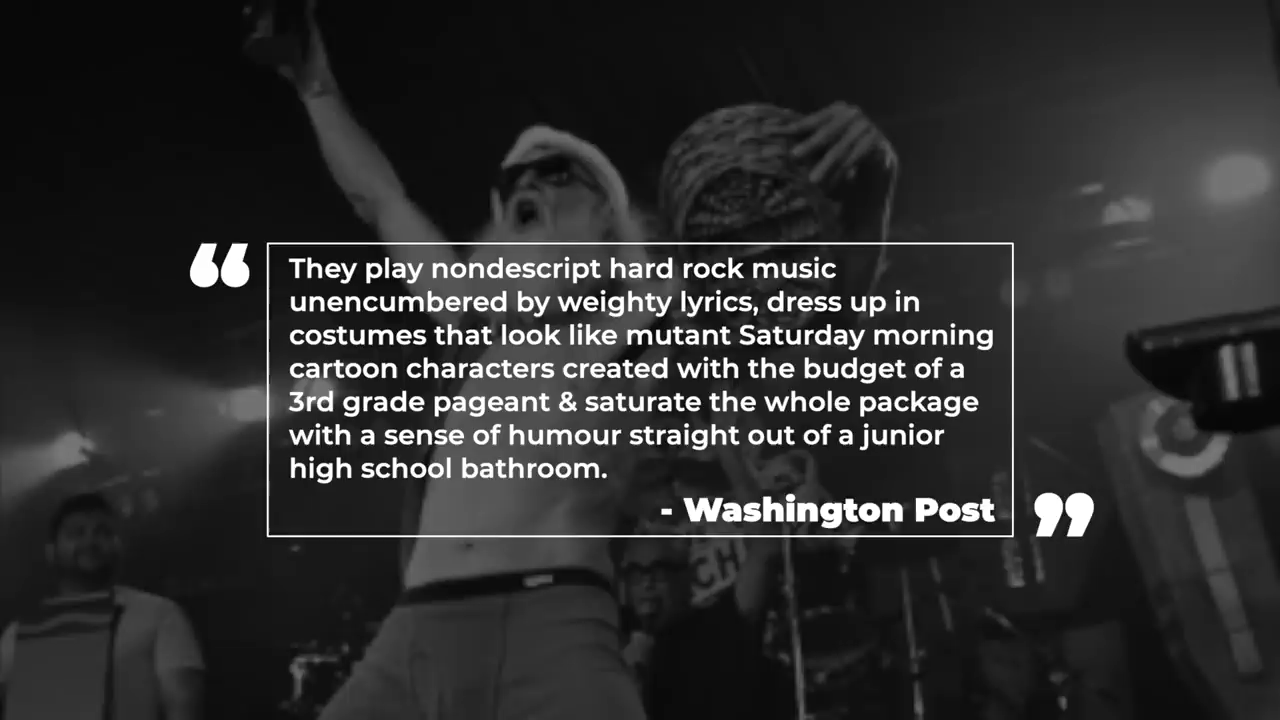 “
They play nondescript hard rock music
unencumbered by weighty lyrics, dress up in
costumes that look like mutant Saturday morning
cartoon characters created with the budget of a
3rd grade pageant & saturate the whole package
with a sense of humour straight out of a junior
high school bathroom.
- Washington Post
”
CH